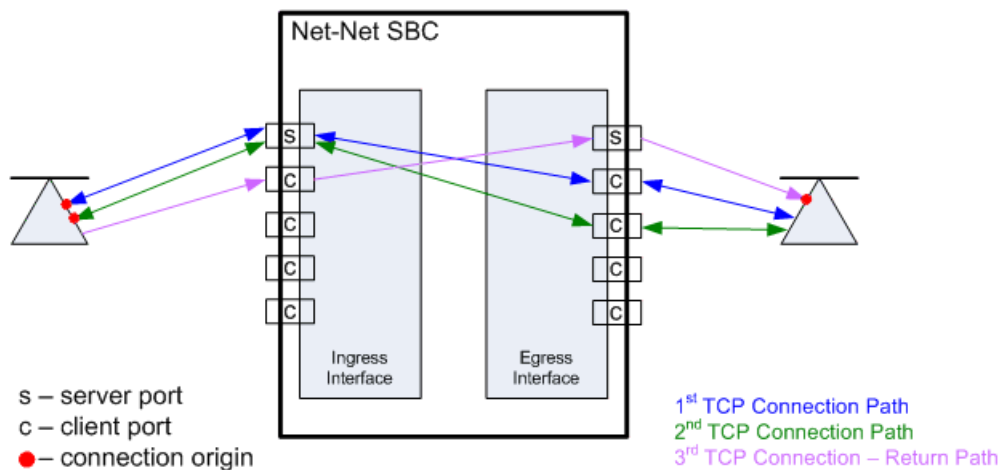 Net-Net SBC
S
C
C
C
C
S
C
C
C
C
Ingress
Interface
Egress
Interface
s – server port
c – client port
– connection origin
1st TCP Connection Path
2nd TCP Connection Path
3rd TCP Connection – Return Path